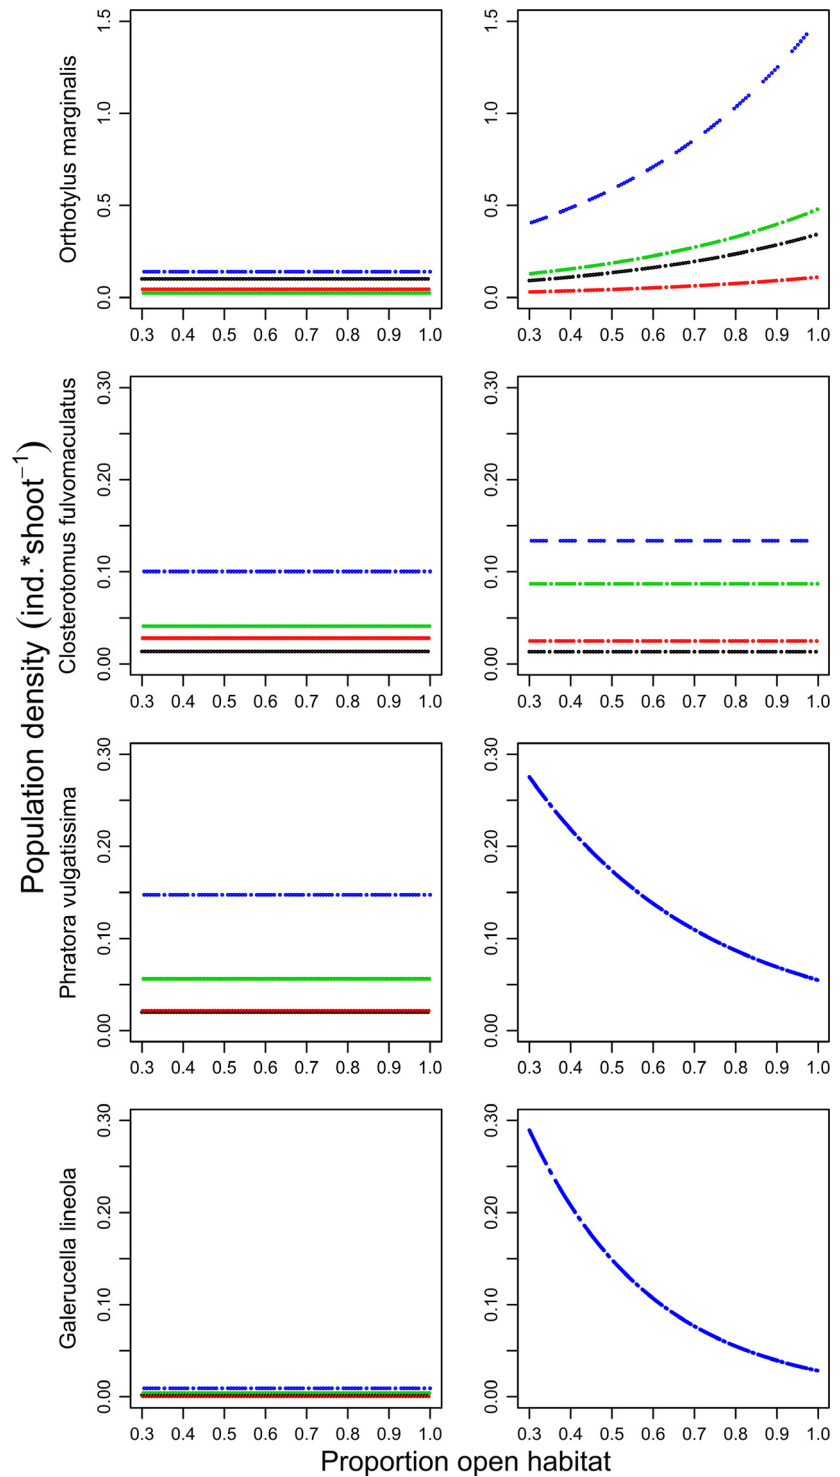 Population density (ind.*shoot⁻¹)
Orthotylus marginalis
0.0 0.5 1.0 1.5
0.3 0.4 0.5 0.6 0.7 0.8 0.9 1.0
0.0 0.5 1.0 1.5
0.3 0.4 0.5 0.6 0.7 0.8 0.9 1.0
Closterotomus fulvomaculatus
0.00 0.10 0.20 0.30
0.3 0.4 0.5 0.6 0.7 0.8 0.9 1.0
0.00 0.10 0.20 0.30
0.3 0.4 0.5 0.6 0.7 0.8 0.9 1.0
Phratora vulgatissima
0.00 0.10 0.20 0.30
0.3 0.4 0.5 0.6 0.7 0.8 0.9 1.0
0.00 0.10 0.20 0.30
0.3 0.4 0.5 0.6 0.7 0.8 0.9 1.0
Galerucella lineola
0.00 0.10 0.20 0.30
0.3 0.4 0.5 0.6 0.7 0.8 0.9 1.0
0.00 0.10 0.20 0.30
0.3 0.4 0.5 0.6 0.7 0.8 0.9 1.0
Proportion open habitat